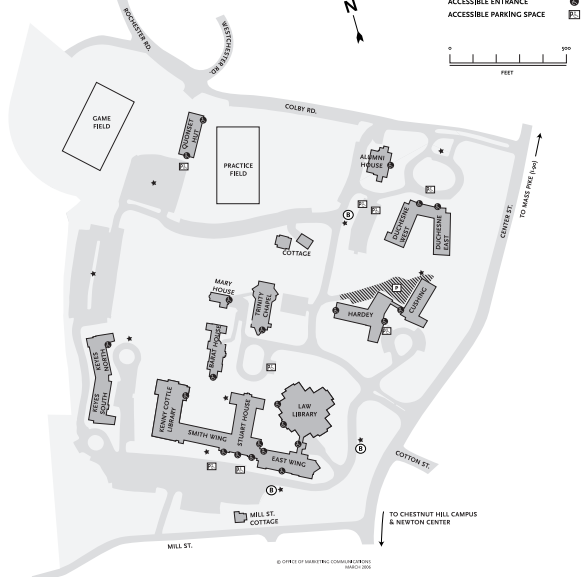 ACCESSIBLE ENTRANCE
ACCESSIBLE PARKING SPACE
N
0 500
FEET
ROCHESTER RD.
WESTCHESTER RD.
COLBY RD.
GAME
FIELD
QUONSET
HUT
PRACTICE
FIELD
ALUMNI
HOUSE
TO MASS PIKE (I-90)
CENTER ST.
B
DUCHESNE
WEST
DUCHESNE
EAST
COTTAGE
P
MARY
HOUSE
TRINITY
CHAPEL
HARDEY
CUSHING
BARAT HOUSE
KEYES
NORTH
KEYES
SOUTH
KENNY COTTLE
LIBRARY
STUART HOUSE
LAW
LIBRARY
SMITH WING
EAST WING
B
COTTON ST.
B
MILL ST.
COTTAGE
TO CHESTNUT HILL CAMPUS
& NEWTON CENTER
MILL ST.
© OFFICE OF MARKETING COMMUNICATIONS
MARCH 2006